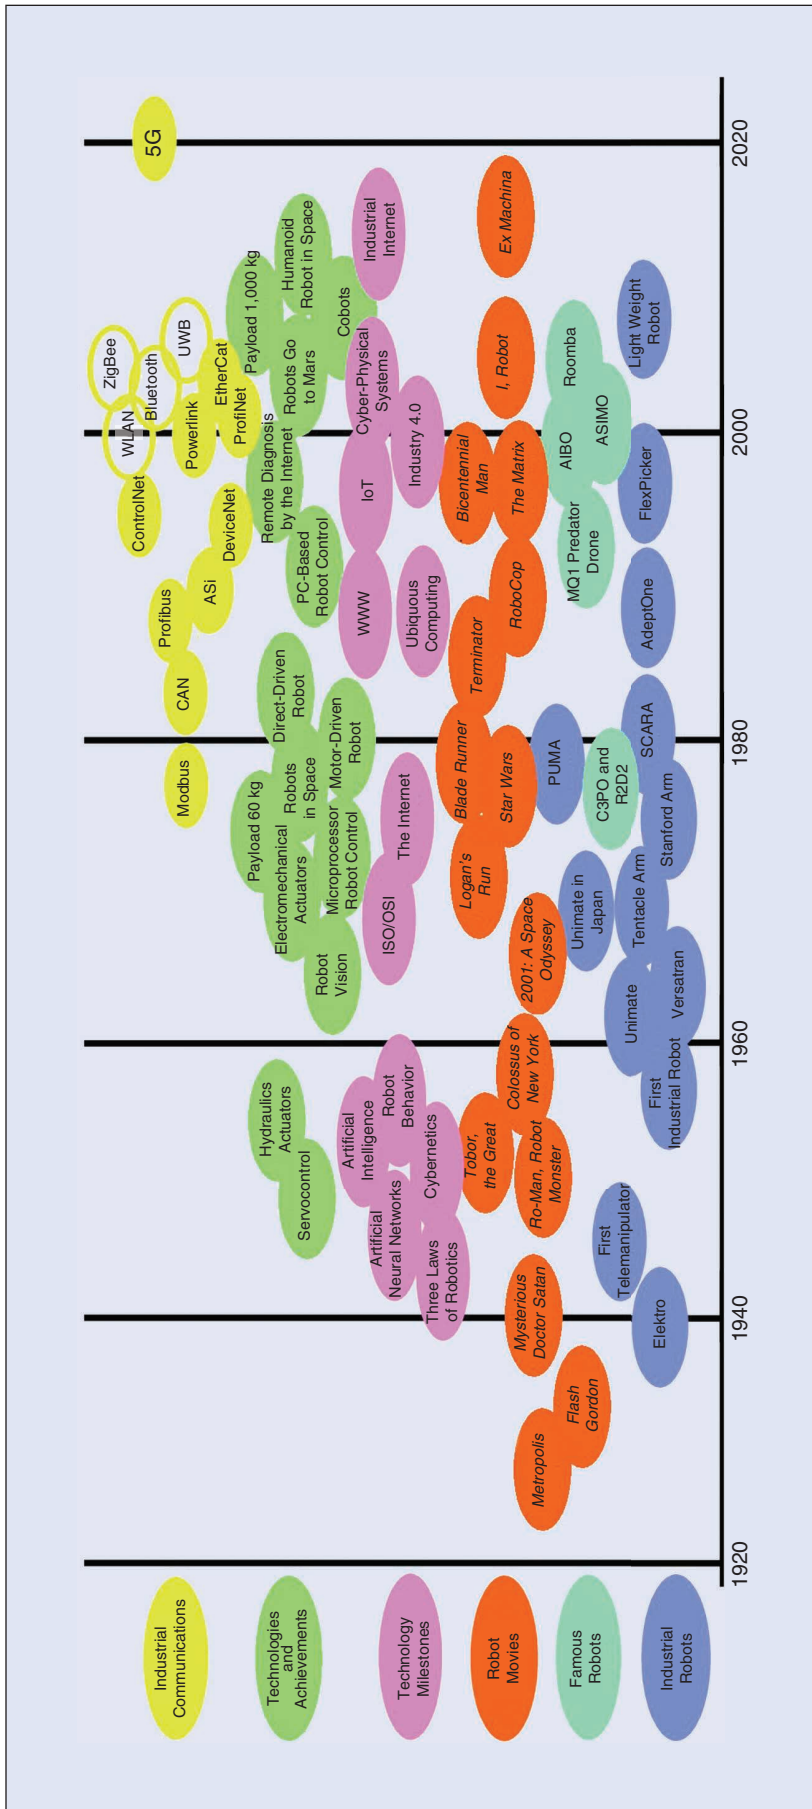 Industrial
Communications
Modbus
CAN
Profibus
ASi
DeviceNet
ControlNet
WLAN
Powerlink
ProfiNet
Bluetooth
ZigBee
EtherCat
UWB
5G
Technologies
and
Achievements
Servocontrol
Hydraulics
Actuators
Robot
Vision
Electromechanical
Actuators
Payload 60 kg
Microprocessor
Robot Control
Robots
in Space
Motor-Driven
Robot
Direct-Driven
Robot
PC-Based
Robot Control
Remote Diagnosis
by the Internet
Robots Go
to Mars
Payload 1,000 kg
Cobots
Humanoid
Robot in Space
Technology
Milestones
Three Laws
of Robotics
Artificial
Neural Networks
Cybernetics
Artificial
Intelligence
Robot
Behavior
ISO/OSI
The Internet
WWW
Ubiquous
Computing
IoT
Industry 4.0
Cyber-Physical
Systems
Industrial
Internet
Robot
Movies
Metropolis
Flash
Gordon
Mysterious
Doctor Satan
Ro-Man, Robot
Monster
Tobor,
the Great
Colossus of
New York
2001: A Space
Odyssey
Logan's
Run
Star Wars
Blade Runner
Terminator
RoboCop
Bicentennial
Man
The Matrix
I, Robot
Ex Machina
Famous
Robots
C3PO and
R2D2
MQ1 Predator
Drone
AIBO
ASIMO
Roomba
Industrial
Robots
Elektro
First
Telemanipulator
First
Industrial Robot
Unimate
Versatran
Tentacle Arm
Unimate in
Japan
Stanford Arm
PUMA
SCARA
AdeptOne
FlexPicker
Light Weight
Robot
1920
1940
1960
1980
2000
2020